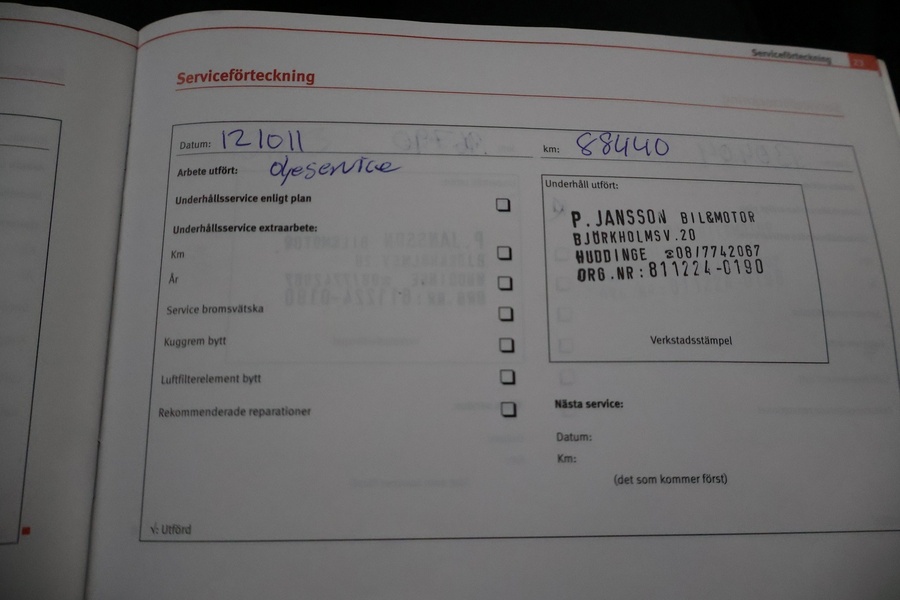 Serviceförteckning
Serviceförteckning
Datum: 121011
km: 88440
Arbete utfört: oljeservice
Underhåll utfört:
Underhållsservice enligt plan
P. JANSSON BIL&MOTOR
BJÖRKHOLMSV.20
HUDDINGE ☎08/7742067
ORG.NR:811224-0190
Underhållsservice extraarbete:
Km
År
Service bromsvätska
Kuggrem bytt
Luftfilterelement bytt
Rekommenderade reparationer
Verkstadsstämpel
Nästa service:
Datum:
Km:
(det som kommer först)
√: Utförd